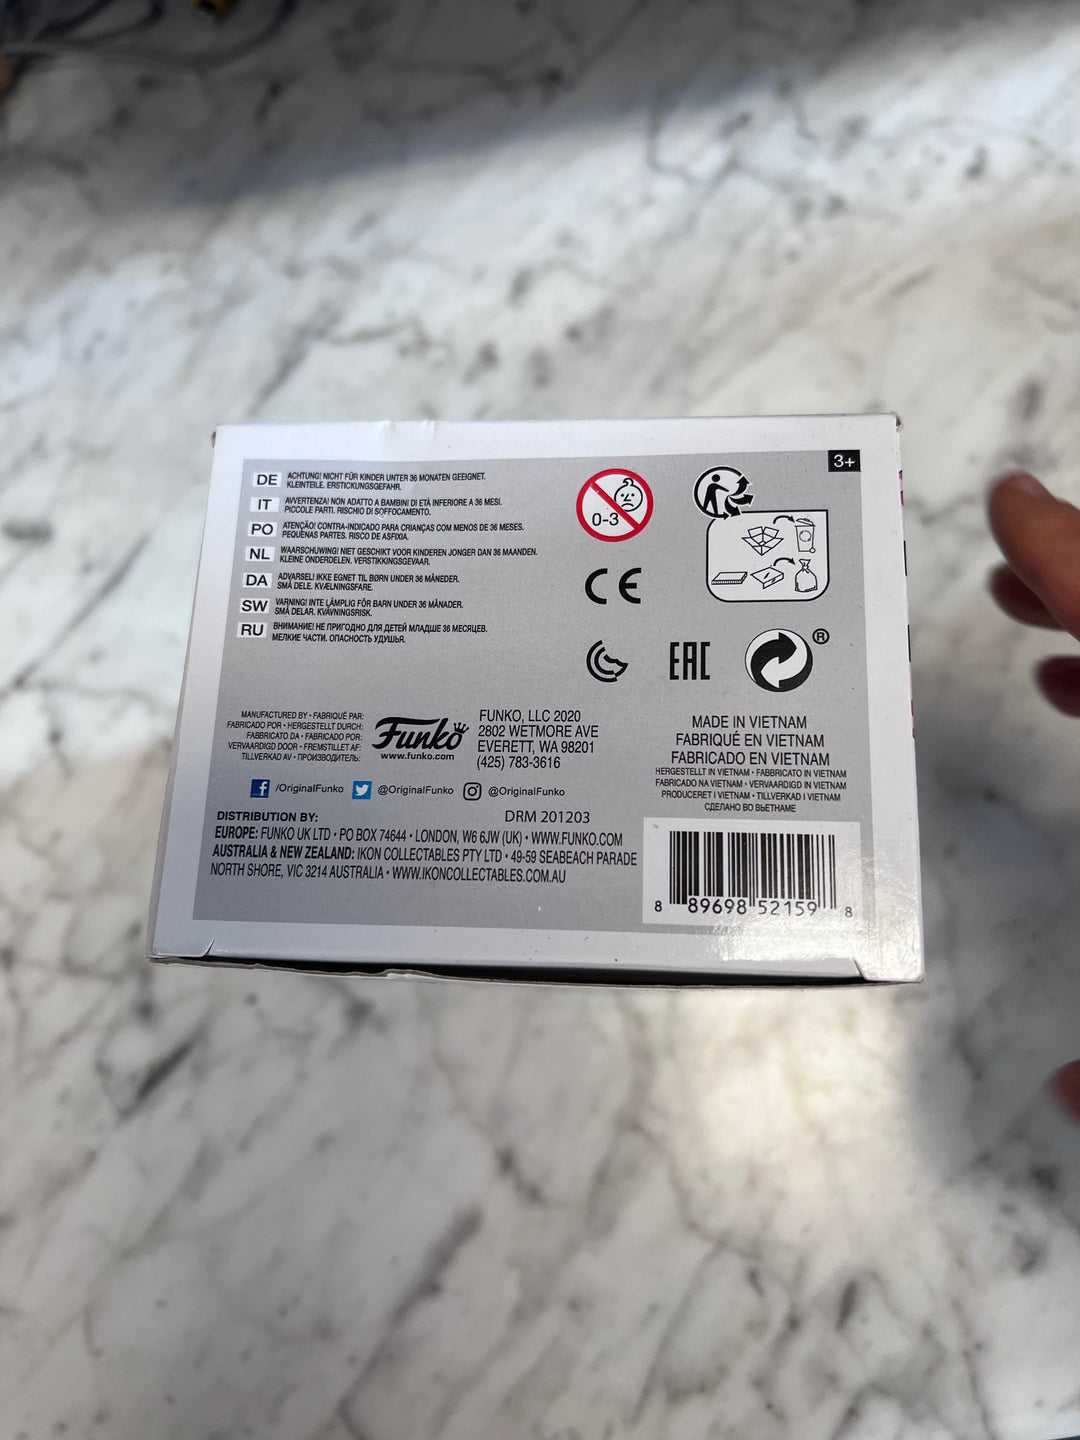 3+
DE ACHTUNG! NICHT FÜR KINDER UNTER 36 MONATEN GEEIGNET.
KLEINTEILE. ERSTICKUNGSGEFAHR.
IT AVVERTENZA! NON ADATTO A BAMBINI DI ETÀ INFERIORE A 36 MESI.
PICCOLE PARTI. RISCHIO DI SOFFOCAMENTO.
PO ATENÇÃO! CONTRA-INDICADO PARA CRIANÇAS COM MENOS DE 36 MESES.
PEQUENAS PARTES. RISCO DE ASFIXIA.
NL WAARSCHUWING! NIET GESCHIKT VOOR KINDEREN JONGER DAN 36 MAANDEN.
KLEINE ONDERDELEN. VERSTIKKINGSGEVAAR.
DA ADVARSEL! IKKE EGNET TIL BØRN UNDER 36 MÅNEDER.
SMÅ DELE. KVÆLNINGSFARE.
SW VARNING! INTE LÄMPLIG FÖR BARN UNDER 36 MÅNADER.
SMÅ DELAR. KVÄVNINGSRISK.
RU ВНИМАНИЕ! НЕ ПРИГОДНО ДЛЯ ДЕТЕЙ МЛАДШЕ 36 МЕСЯЦЕВ.
МЕЛКИЕ ЧАСТИ. ОПАСНОСТЬ УДУШЬЯ.
0-3
CE
EAC
®
MANUFACTURED BY • FABRIQUÉ PAR:
FABRICADO POR • HERGESTELLT DURCH:
FABBRICATO DA • FABRICADO POR:
VERVAARDIGD DOOR • FREMSTILLET AF:
TILLVERKAD AV • ПРОИЗВОДИТЕЛЬ:
Funko
www.funko.com
FUNKO, LLC 2020
2802 WETMORE AVE
EVERETT, WA 98201
(425) 783-3616
/OriginalFunko @OriginalFunko @OriginalFunko
DRM 201203
DISTRIBUTION BY:
EUROPE: FUNKO UK LTD • PO BOX 74644 • LONDON, W6 6JW (UK) • WWW.FUNKO.COM
AUSTRALIA & NEW ZEALAND: IKON COLLECTABLES PTY LTD • 49-59 SEABEACH PARADE
NORTH SHORE, VIC 3214 AUSTRALIA • WWW.IKONCOLLECTABLES.COM.AU
MADE IN VIETNAM
FABRIQUÉ EN VIETNAM
FABRICADO EN VIETNAM
HERGESTELLT IN VIETNAM • FABBRICATO IN VIETNAM
FABRICADO NA VIETNAM • VERVAARDIGD IN VIETNAM
PRODUCERET I VIETNAM • TILLVERKAD I VIETNAM
СДЕЛАНО ВО ВЬЕТНАМЕ
8 89698 52159 8